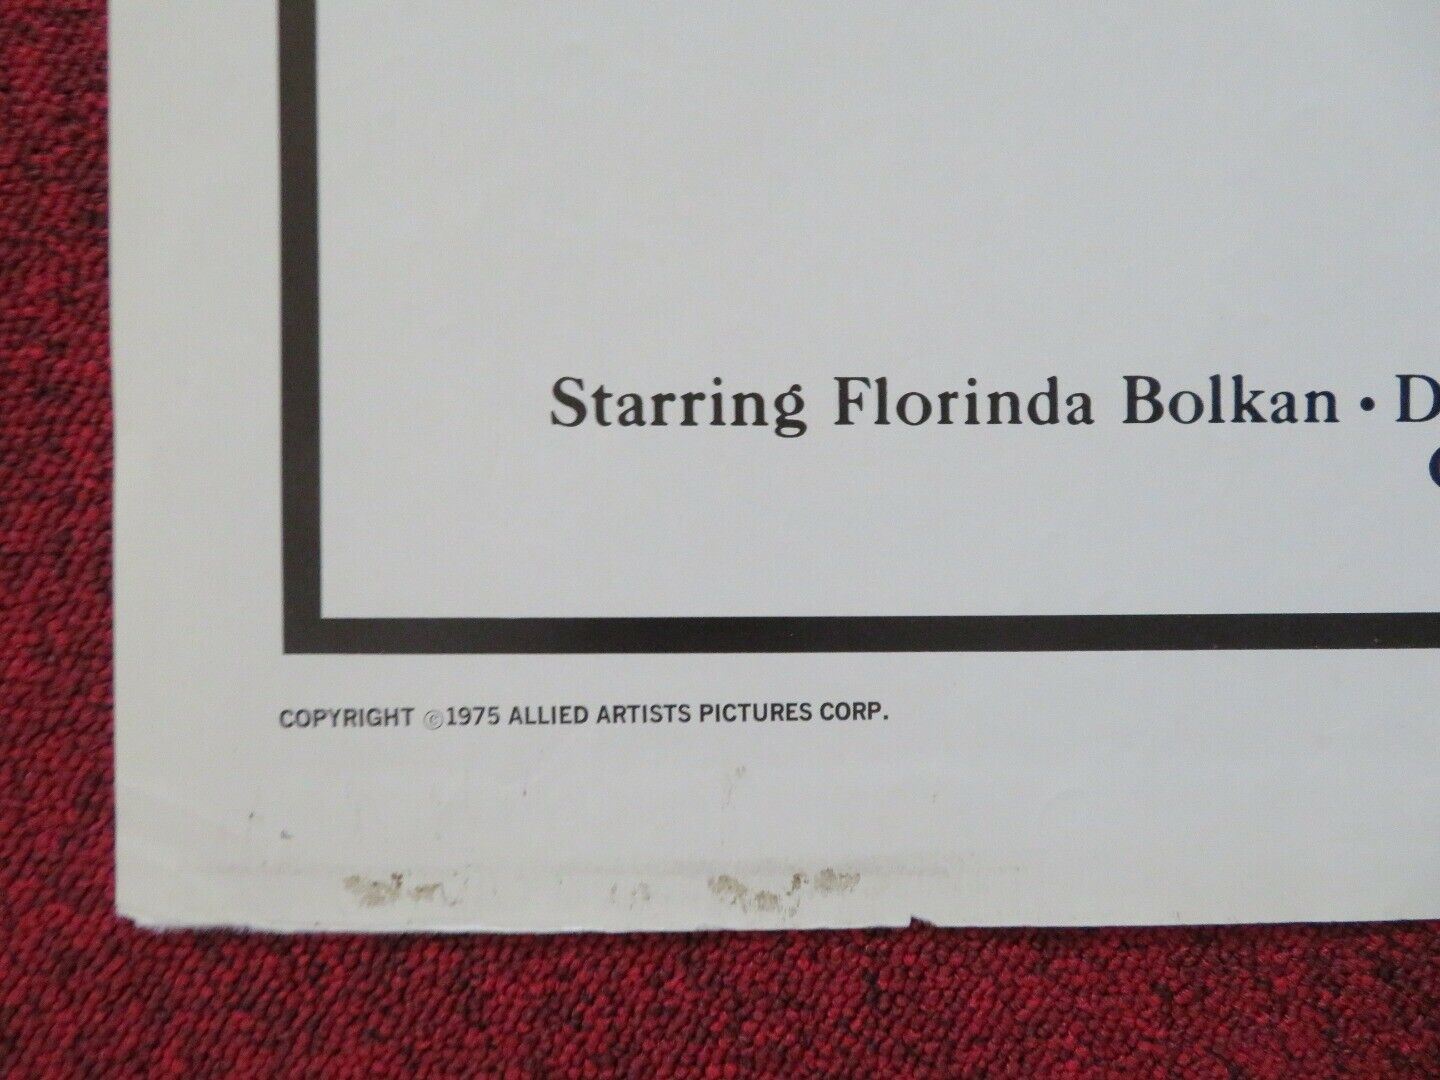 Starring Florinda Bolkan • D
COPYRIGHT ©1975 ALLIED ARTISTS PICTURES CORP.